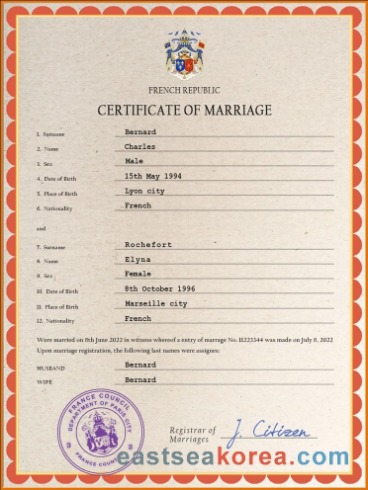 FRENCH REPUBLIC
CERTIFICATE OF MARRIAGE
1. Surname Bernard
2. Name Charles
3. Sex Male
4. Date of Birth 15th May 1994
5. Place of Birth Lyon city
6. Nationality French
and
7. Surname Rochefort
8. Name Elyna
9. Sex Female
10. Date of Birth 8th October 1996
11. Place of Birth Marseille city
12. Nationality French
Were married on 8th June 2022 in witness whereof a entry of marrage No. was made on July 8, 2022
Upon marriage registration, the following last names were assignes:
HUSBAND Bernard
WIFE Bernard
FRANCE COUNCIL
DEPARTMENT OF PARIS CITY
FRANCE COUNCIL
Registrar of
Marriages J. Citizen
eastseakorea.com